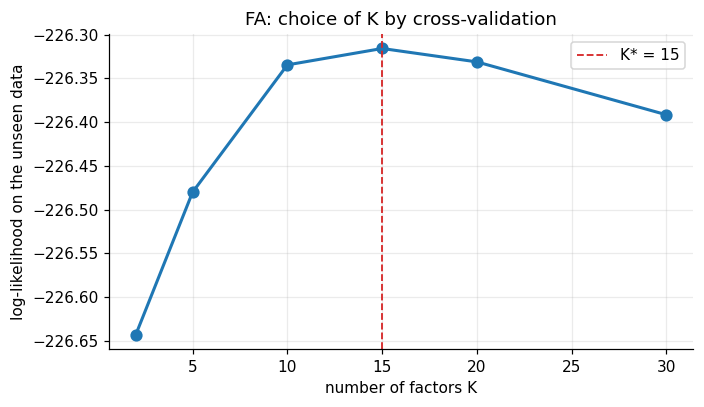 FA: choice of K by cross-validation
K* = 15
log-likelihood on the unseen data
−226.30
−226.35
−226.40
−226.45
−226.50
−226.55
−226.60
−226.65
5 10 15 20 25 30
number of factors K